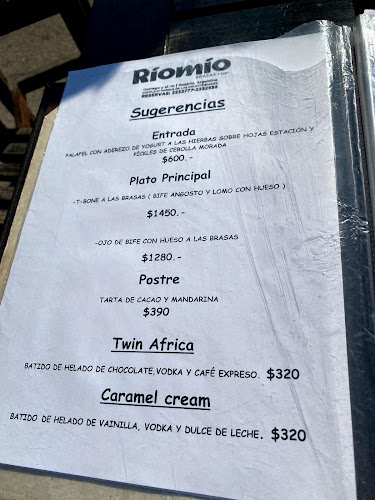 Ríomío
BRASAS
RESERVAS:
Sugerencias
Entrada
FALAFEL CON ADEREZO DE YOGURT A LAS HIERBAS SOBRE HOJAS ESTACIÓN Y
PÍCKLES DE CEBOLLA MORADA
$600.-
Plato Principal
-T-BONE A LAS BRASAS ( BIFE ANGOSTO Y LOMO CON HUESO )
$1450.-
-OJO DE BIFE CON HUESO A LAS BRASAS
$1280.-
Postre
TARTA DE CACAO Y MANDARINA
$390
Twin Africa
BATIDO DE HELADO DE CHOCOLATE,VODKA Y CAFÉ EXPRESO. $320
Caramel cream
BATIDO DE HELADO DE VAINILLA, VODKA Y DULCE DE LECHE. $320